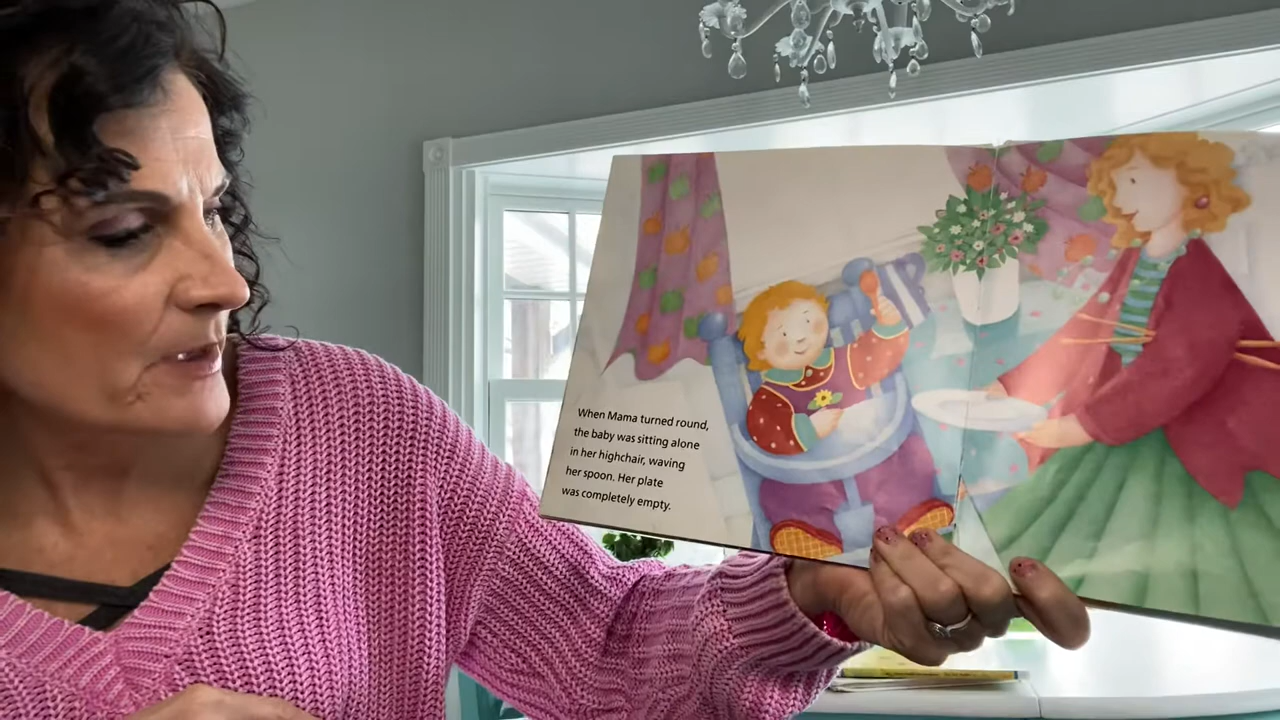 When Mama turned round,
the baby was sitting alone
in her highchair, waving
her spoon. Her plate
was completely empty.